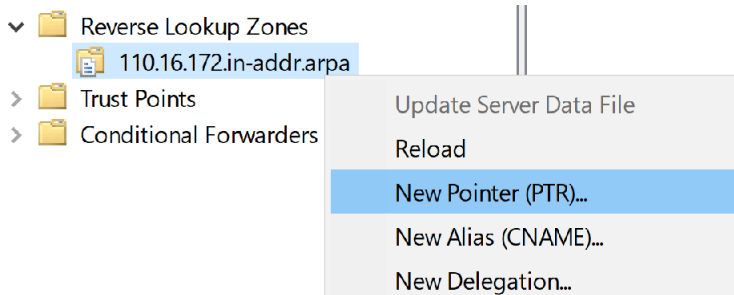 Reverse Lookup Zones
110.16.172.in-addr.arpa
Trust Points
Conditional Forwarders
Update Server Data File
Reload
New Pointer (PTR)...
New Alias (CNAME)...
New Delegation...